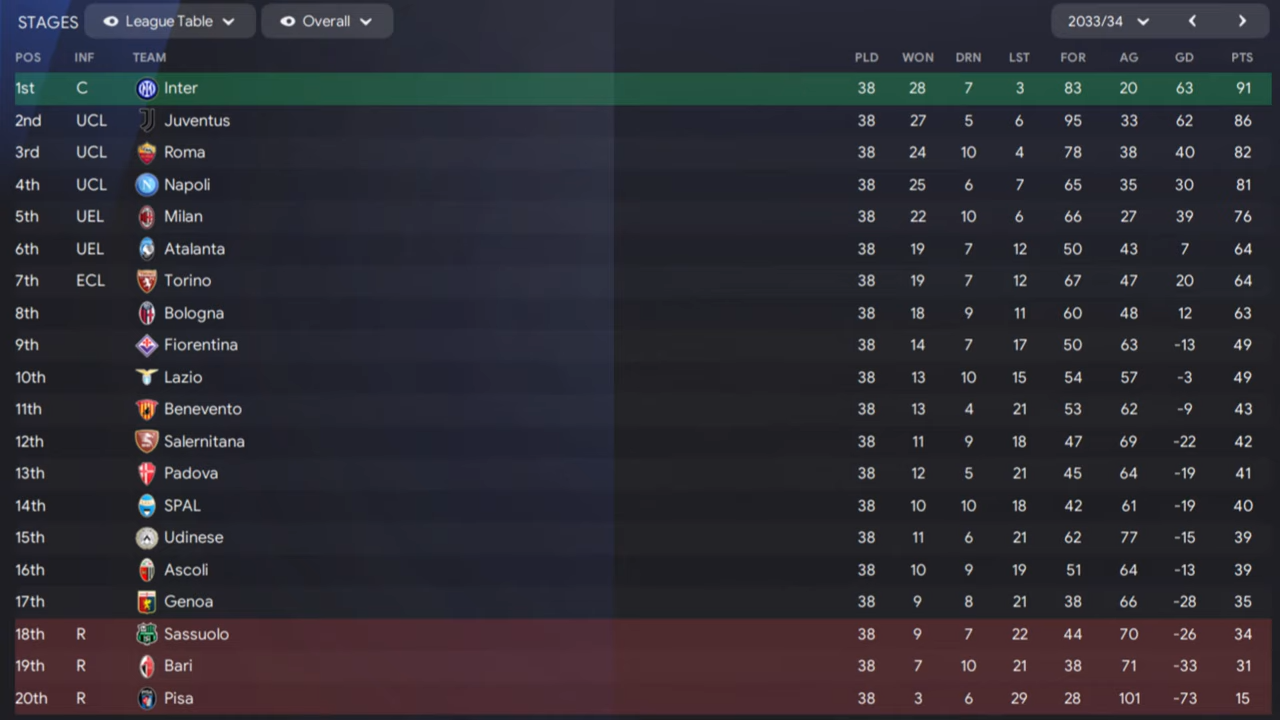 STAGES League Table Overall 2033/34
POS INF TEAM PLD WON DRN LST FOR AG GD PTS
1st C Inter 38 28 7 3 83 20 63 91
2nd UCL Juventus 38 27 5 6 95 33 62 86
3rd UCL Roma 38 24 10 4 78 38 40 82
4th UCL Napoli 38 25 6 7 65 35 30 81
5th UEL Milan 38 22 10 6 66 27 39 76
6th UEL Atalanta 38 19 7 12 50 43 7 64
7th ECL Torino 38 19 7 12 67 47 20 64
8th Bologna 38 18 9 11 60 48 12 63
9th Fiorentina 38 14 7 17 50 63 -13 49
10th Lazio 38 13 10 15 54 57 -3 49
11th Benevento 38 13 4 21 53 62 -9 43
12th Salernitana 38 11 9 18 47 69 -22 42
13th Padova 38 12 5 21 45 64 -19 41
14th SPAL 38 10 10 18 42 61 -19 40
15th Udinese 38 11 6 21 62 77 -15 39
16th Ascoli 38 10 9 19 51 64 -13 39
17th Genoa 38 9 8 21 38 66 -28 35
18th R Sassuolo 38 9 7 22 44 70 -26 34
19th R Bari 38 7 10 21 38 71 -33 31
20th R Pisa 38 3 6 29 28 101 -73 15